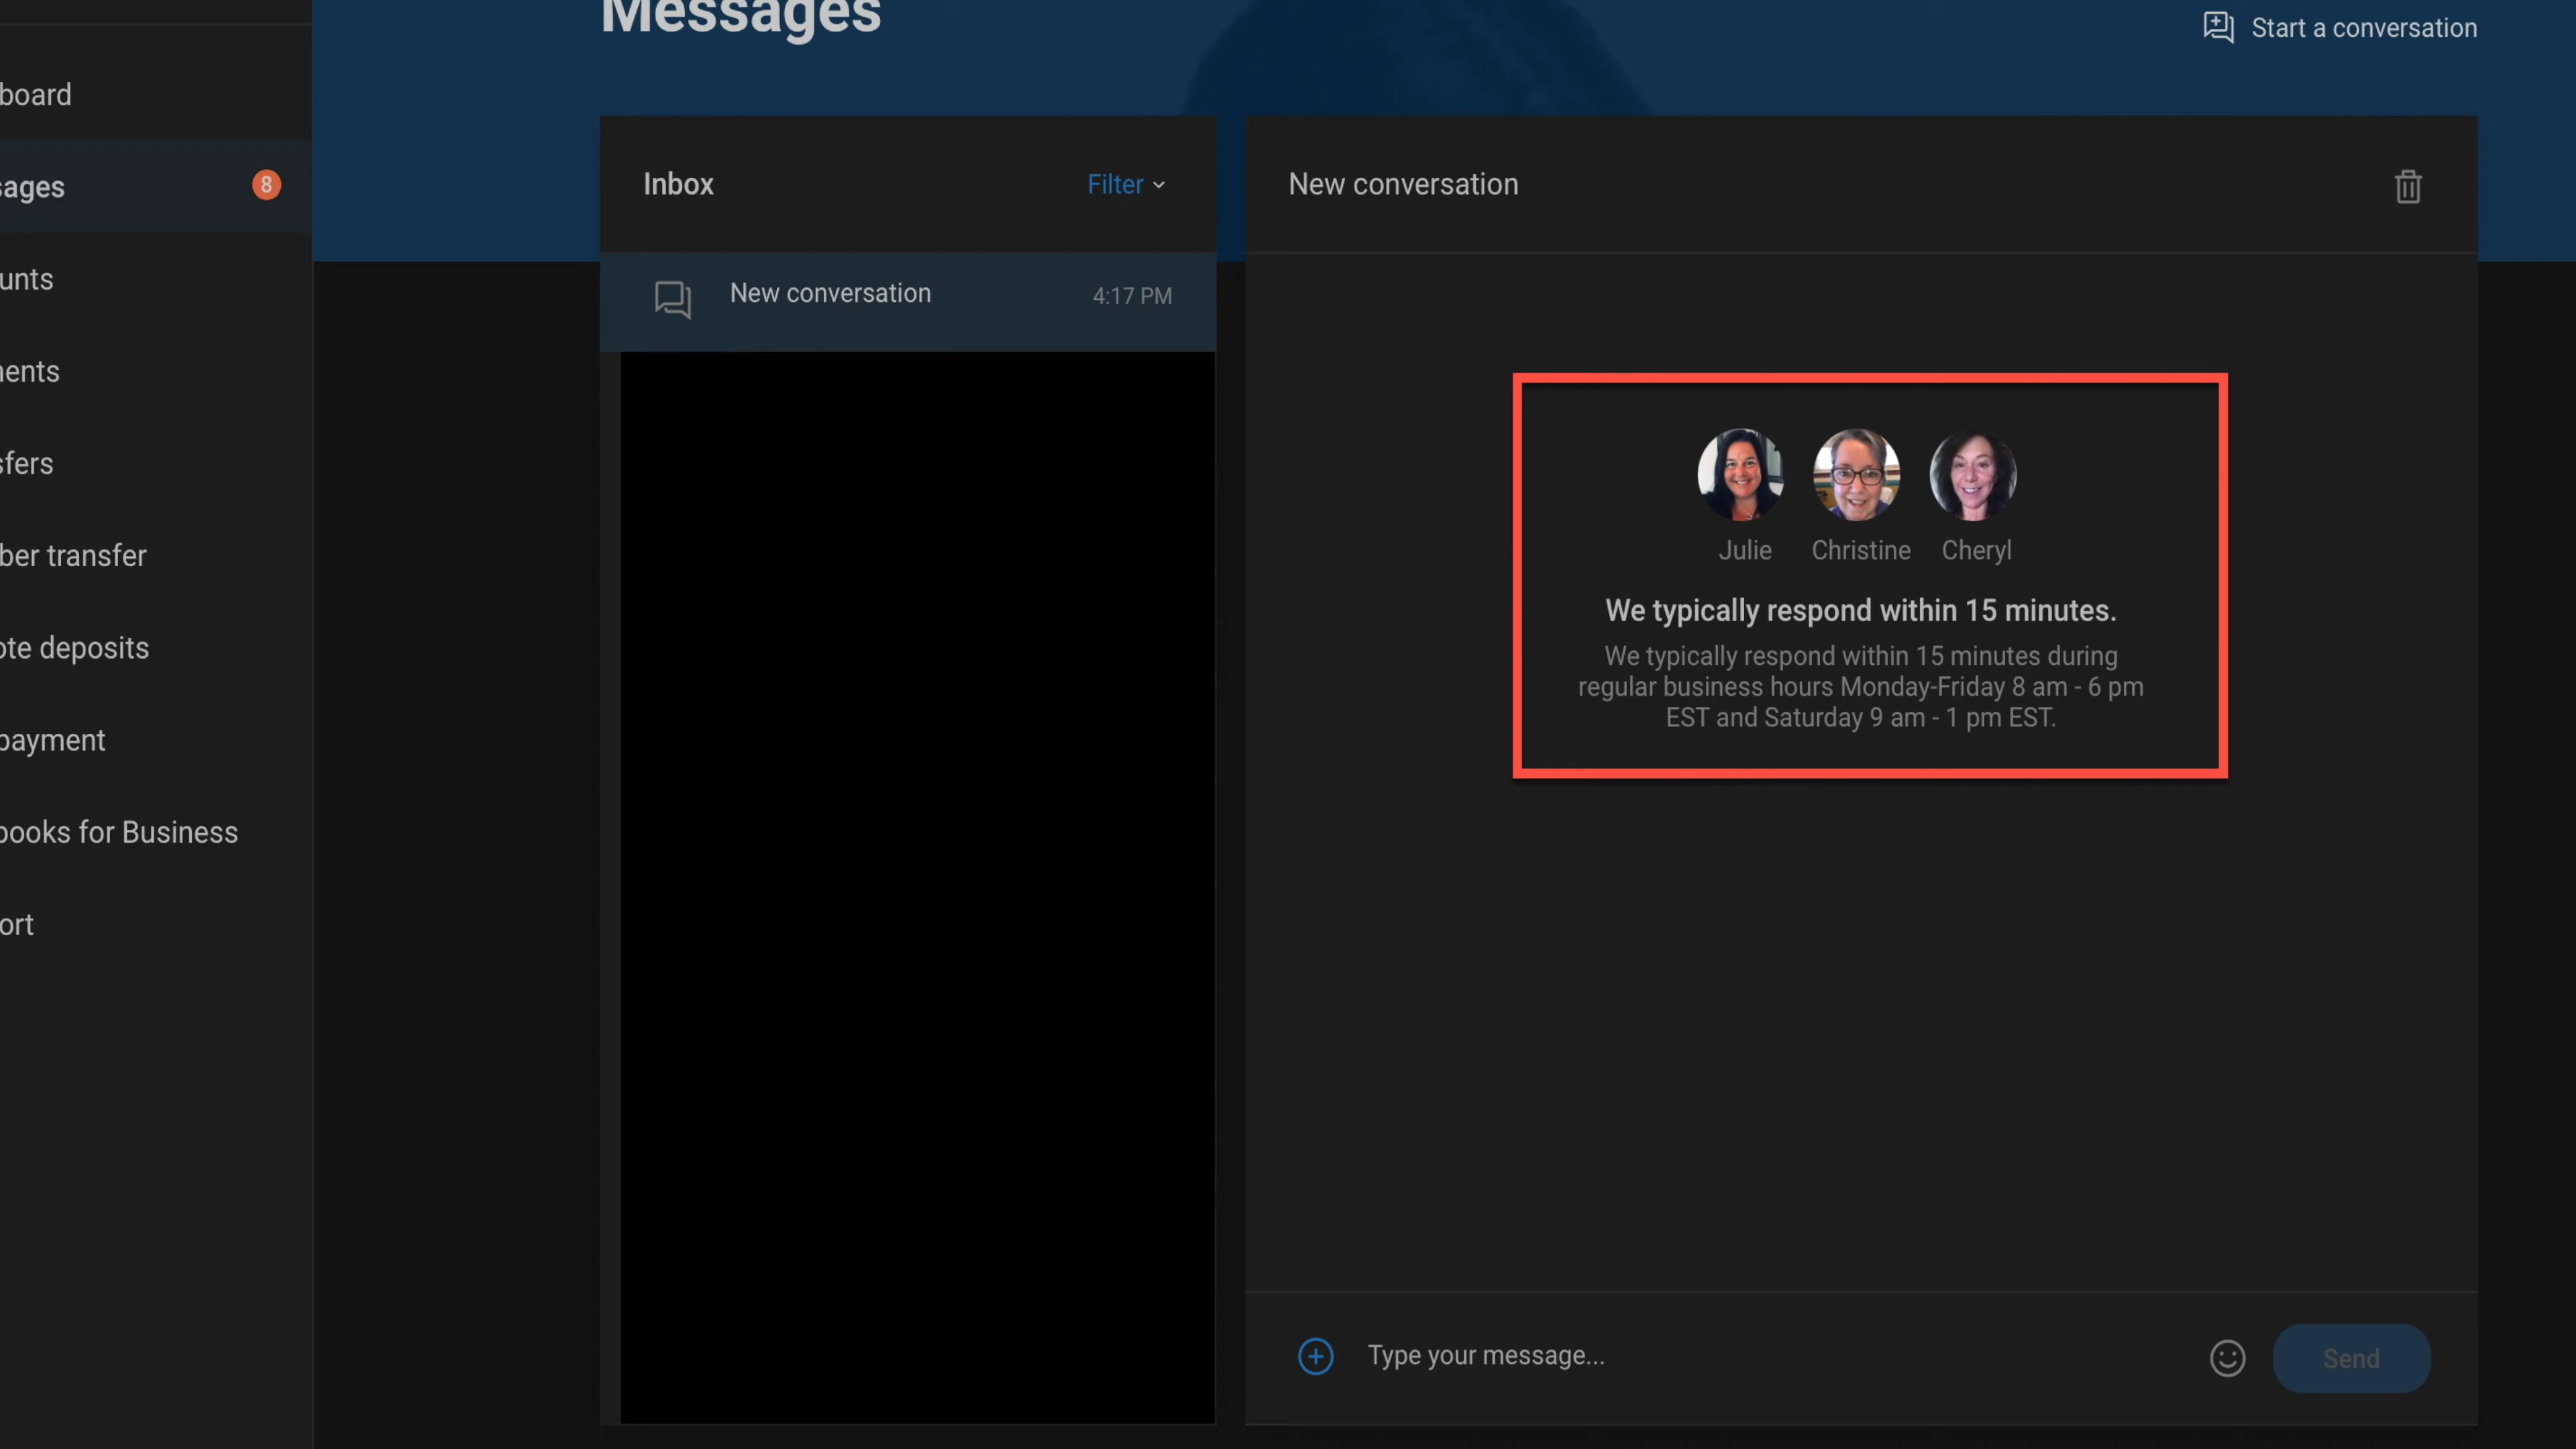 Messages
Start a conversation
board
sages
8
unts
nents
sfers
ber transfer
ote deposits
payment
books for Business
ort
Inbox
Filter
New conversation
4:17 PM
New conversation
Julie
Christine
Cheryl
We typically respond within 15 minutes.
We typically respond within 15 minutes during
regular business hours Monday-Friday 8 am - 6 pm
EST and Saturday 9 am - 1 pm EST.
Type your message...
Send